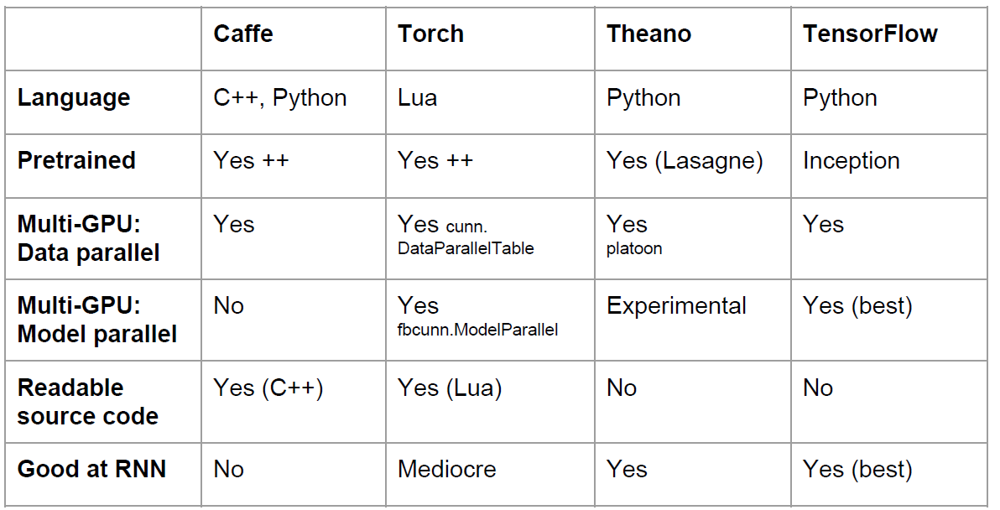 Caffe Torch Theano TensorFlow
Language C++, Python Lua Python Python
Pretrained Yes ++ Yes ++ Yes (Lasagne) Inception
Multi-GPU: Yes Yes cunn. Yes Yes
Data parallel DataParallelTable platoon
Multi-GPU: No Yes Experimental Yes (best)
Model parallel fbcunn.ModelParallel
Readable Yes (C++) Yes (Lua) No No
source code
Good at RNN No Mediocre Yes Yes (best)